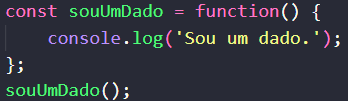 const souUmDado = function() {
    console.log('Sou um dado.');
};
souUmDado();